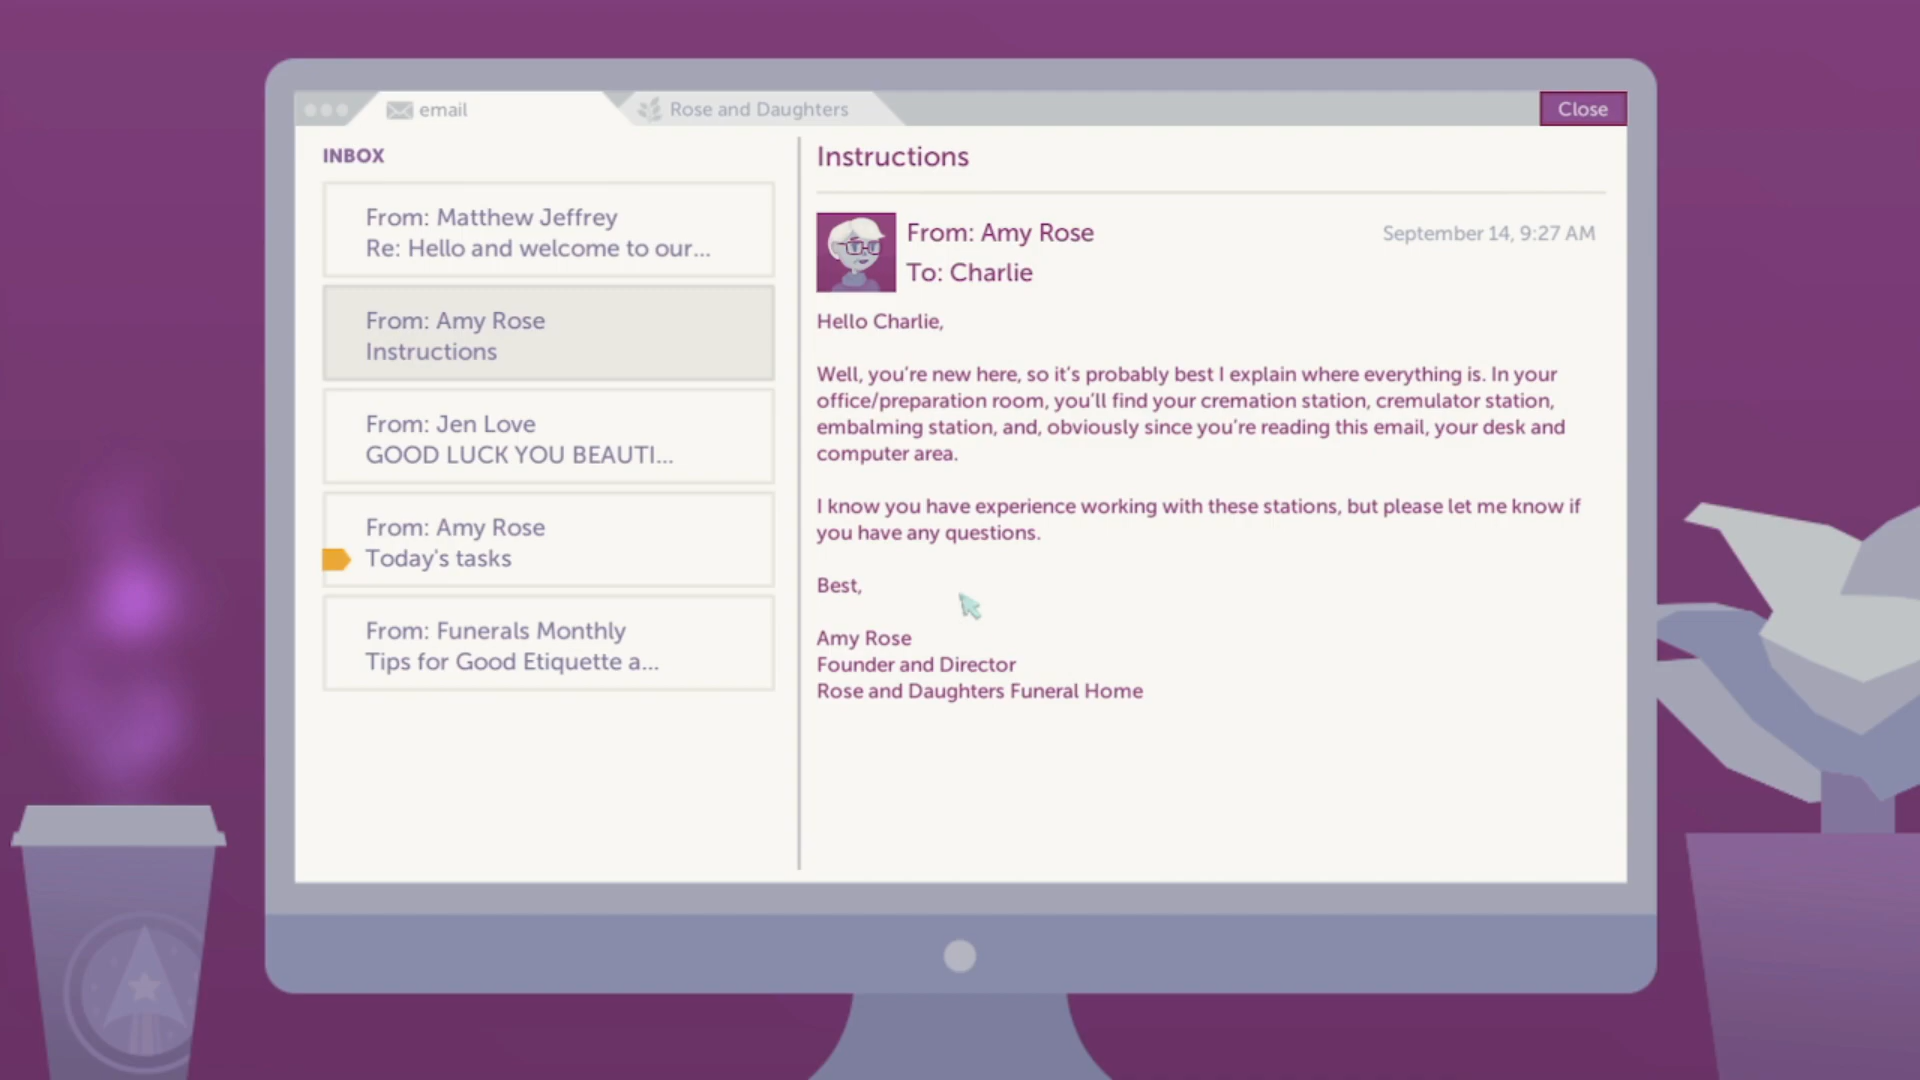 email
Rose and Daughters
Close
INBOX
From: Matthew Jeffrey
Re: Hello and welcome to our...
From: Amy Rose
Instructions
From: Jen Love
GOOD LUCK YOU BEAUTI...
From: Amy Rose
Today's tasks
From: Funerals Monthly
Tips for Good Etiquette a...
Instructions
From: Amy Rose
September 14, 9:27 AM
To: Charlie
Hello Charlie,
Well, you're new here, so it's probably best I explain where everything is. In your
office/preparation room, you'll find your cremation station, cremulator station,
embalming station, and, obviously since you're reading this email, your desk and
computer area.
I know you have experience working with these stations, but please let me know if
you have any questions.
Best,
Amy Rose
Founder and Director
Rose and Daughters Funeral Home